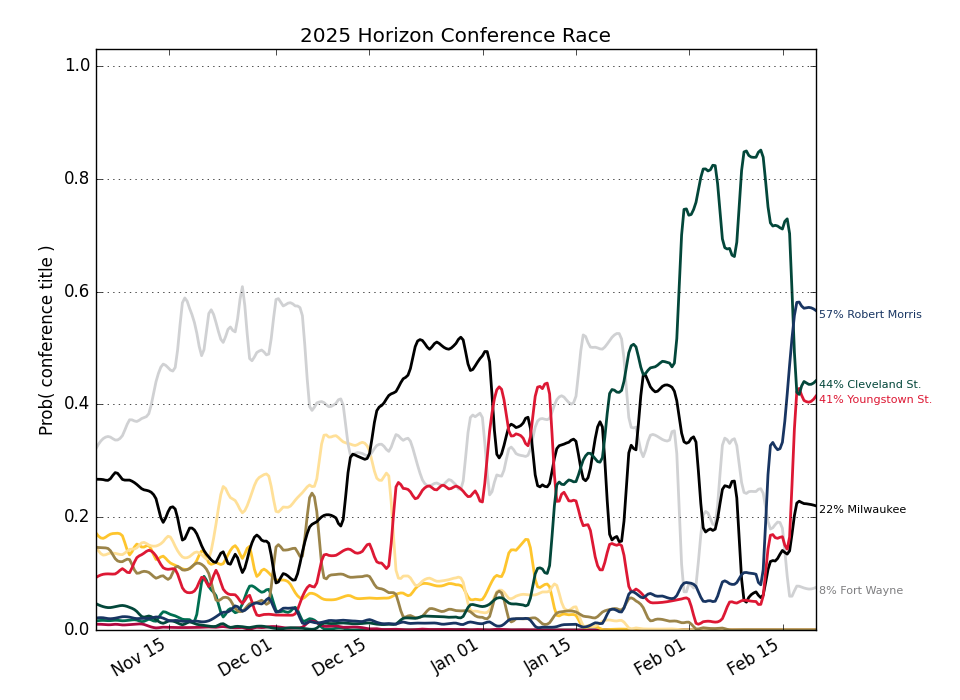 2025 Horizon Conference Race
Prob( conference title )
1.0
0.8
0.6
0.4
0.2
0.0
57% Robert Morris
44% Cleveland St.
41% Youngstown St.
22% Milwaukee
8% Fort Wayne
Nov 15
Dec 01
Dec 15
Jan 01
Jan 15
Feb 01
Feb 15